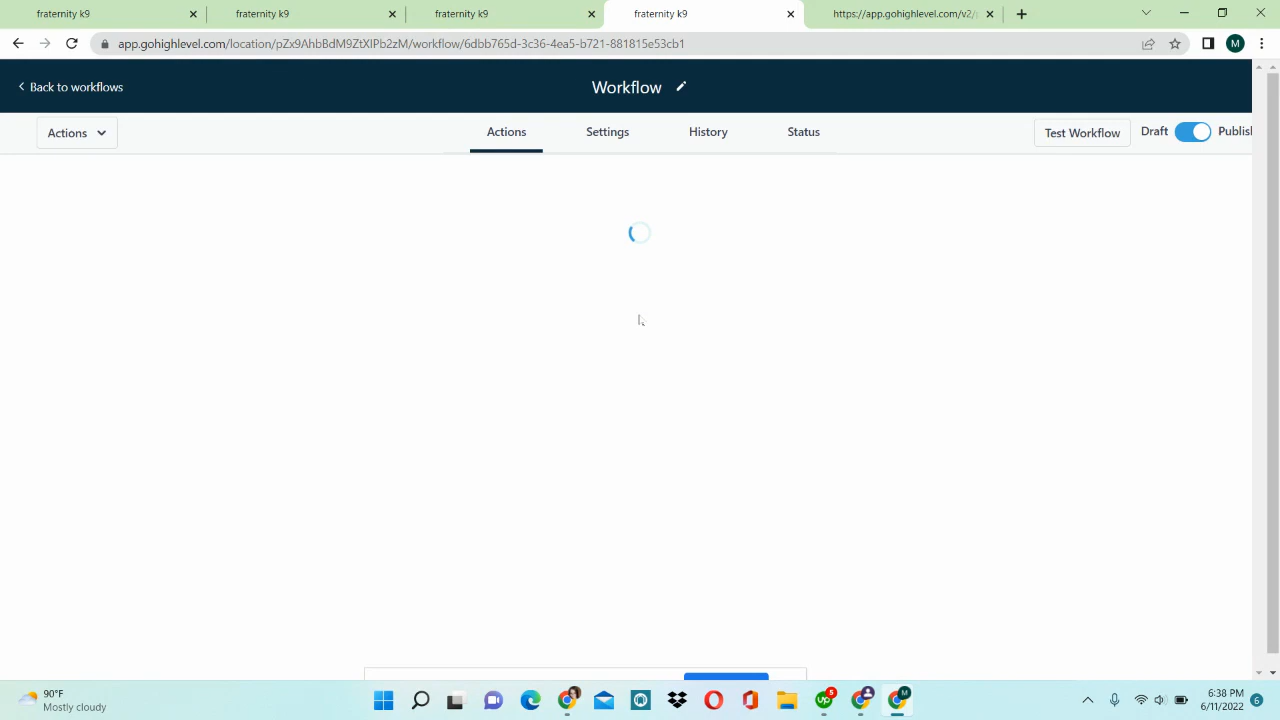 fraternity k9
fraternity k9
fraternity k9
fraternity k9
https://app.gohighlevel.com/v2/
app.gohighlevel.com/location/pZx9AhbBdM9ZtXlPb2zM/workflow/6dbb765d-3c36-4ea5-b721-881815e53cb1
M
Back to workflows
Workflow
Actions
Actions
Settings
History
Status
Test Workflow
Draft
Publish
90°F
Mostly cloudy
up
5
M
6:38 PM
6/11/2022
6